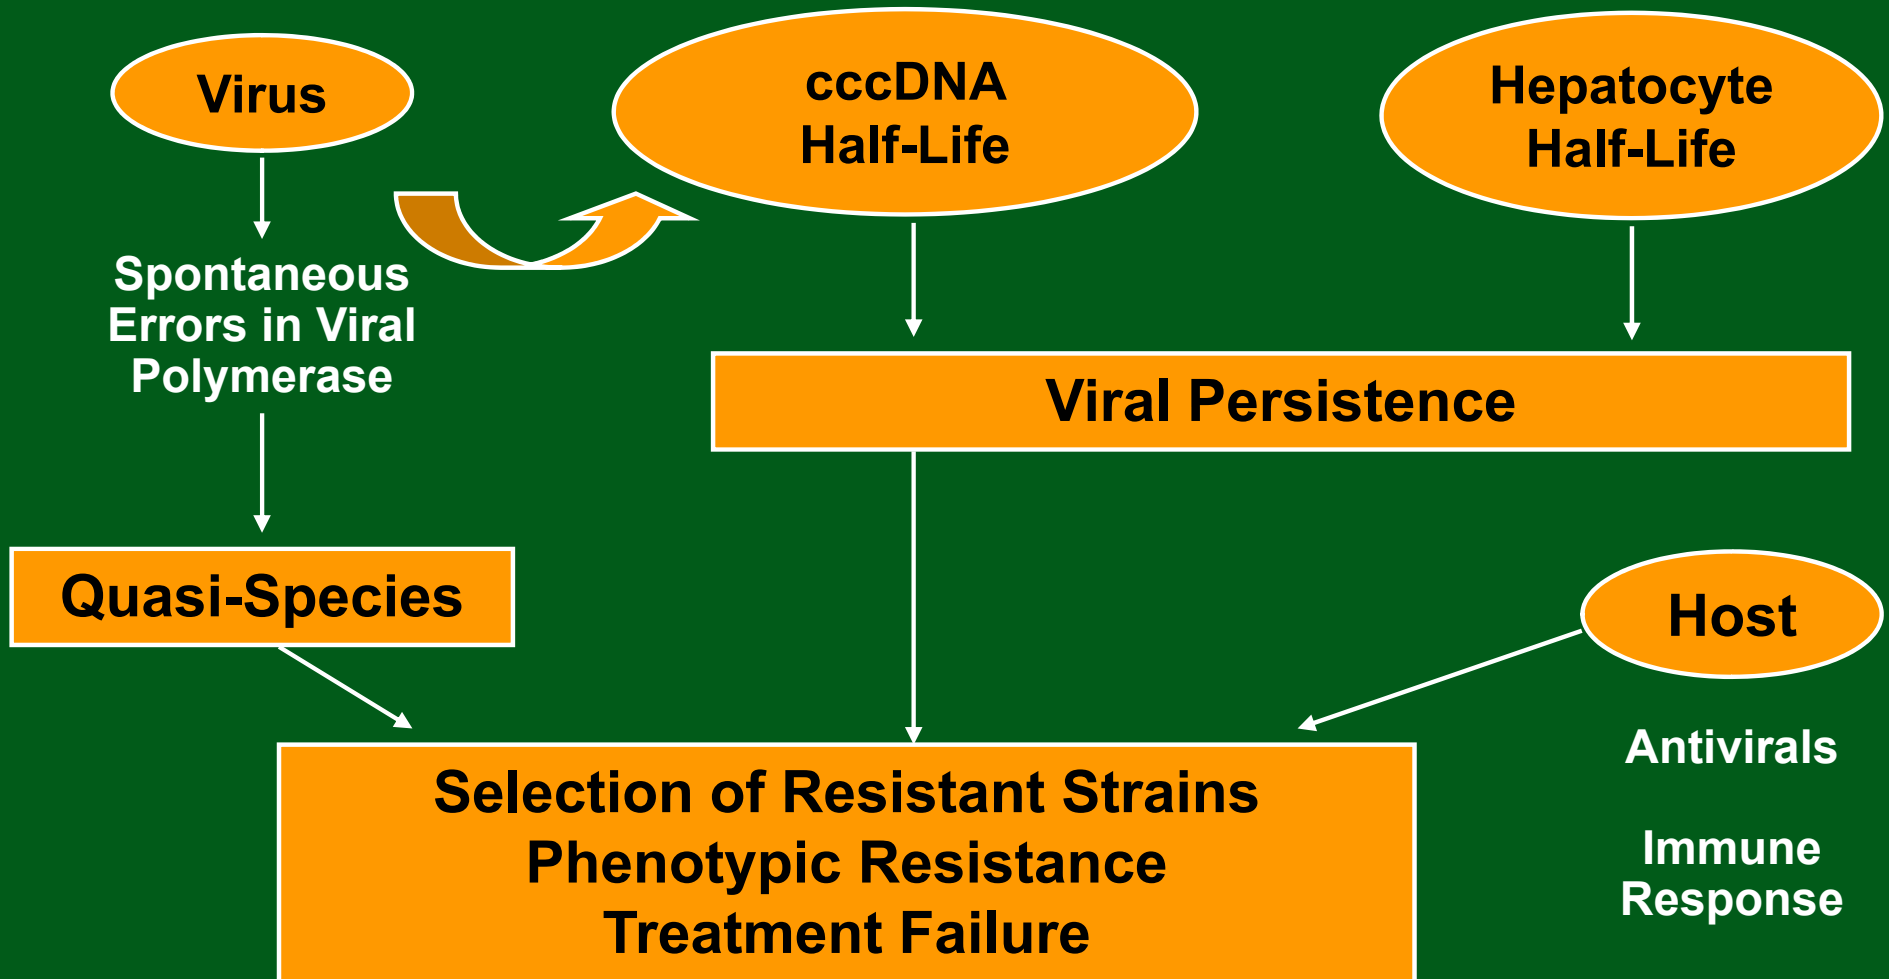 Virus
cccDNA
Half-Life
Hepatocyte
Half-Life
Spontaneous
Errors in Viral
Polymerase
Viral Persistence
Quasi-Species
Host
Antivirals
Immune
Response
Selection of Resistant Strains
Phenotypic Resistance
Treatment Failure